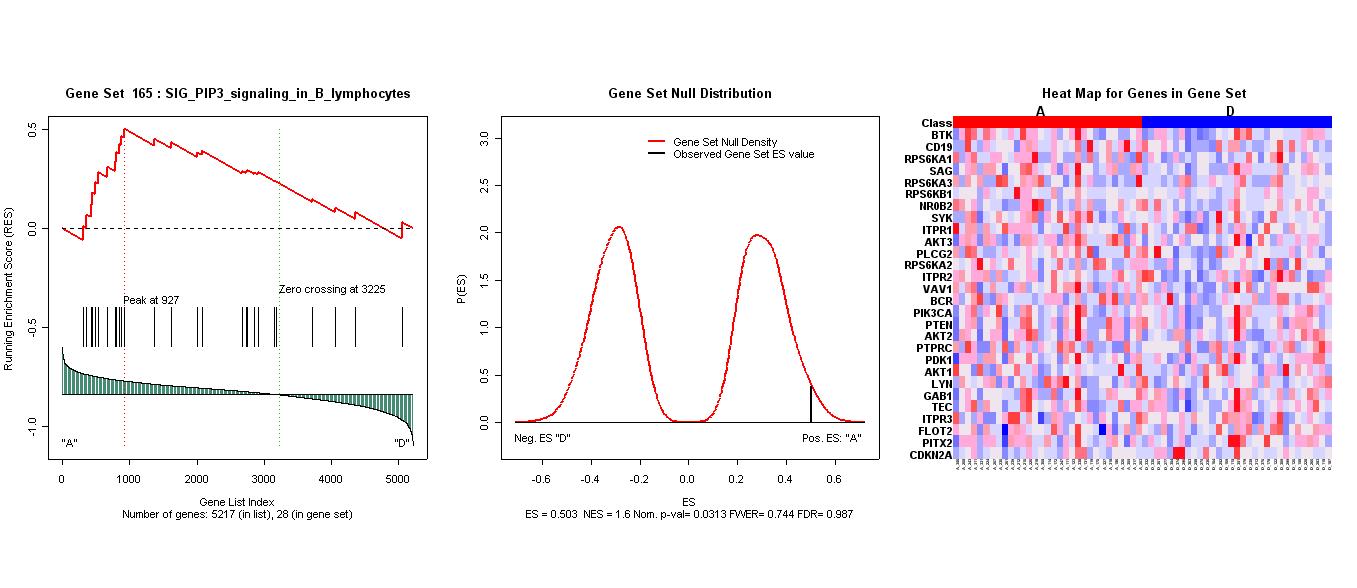 Gene Set 165 : SIG_PIP3_signaling_in_B_lymphocytes
Running Enrichment Score (RES)
0.5
0.0
-0.5
-1.0
Peak at 927
Zero crossing at 3225
"A"
"D"
0 1000 2000 3000 4000 5000
Gene List Index
Number of genes: 5217 (in list), 28 (in gene set)
Gene Set Null Distribution
P(ES)
3.0
2.5
2.0
1.5
1.0
0.5
0.0
Gene Set Null Density
Observed Gene Set ES value
Neg. ES "D"
Pos. ES: "A"
-0.6 -0.4 -0.2 0.0 0.2 0.4 0.6
ES
ES = 0.503 NES = 1.6 Nom. p-val= 0.0313 FWER= 0.744 FDR= 0.987
Heat Map for Genes in Gene Set
A D
Class
BTK
CD19
RPS6KA1
SAG
RPS6KA3
RPS6KB1
NR0B2
SYK
ITPR1
AKT3
PLCG2
RPS6KA2
ITPR2
VAV1
BCR
PIK3CA
PTEN
AKT2
PTPRC
PDK1
AKT1
LYN
GAB1
TEC
ITPR3
FLOT2
PITX2
CDKN2A